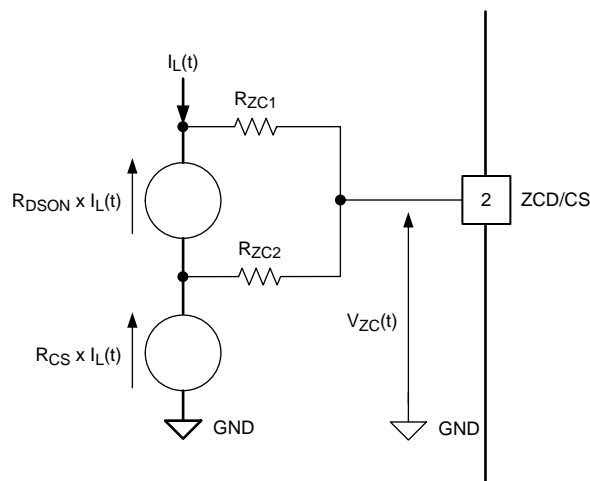 I_L(t)
R_ZC1
R_DSON x I_L(t)
2
ZCD/CS
R_ZC2
V_ZC(t)
R_CS x I_L(t)
GND
GND